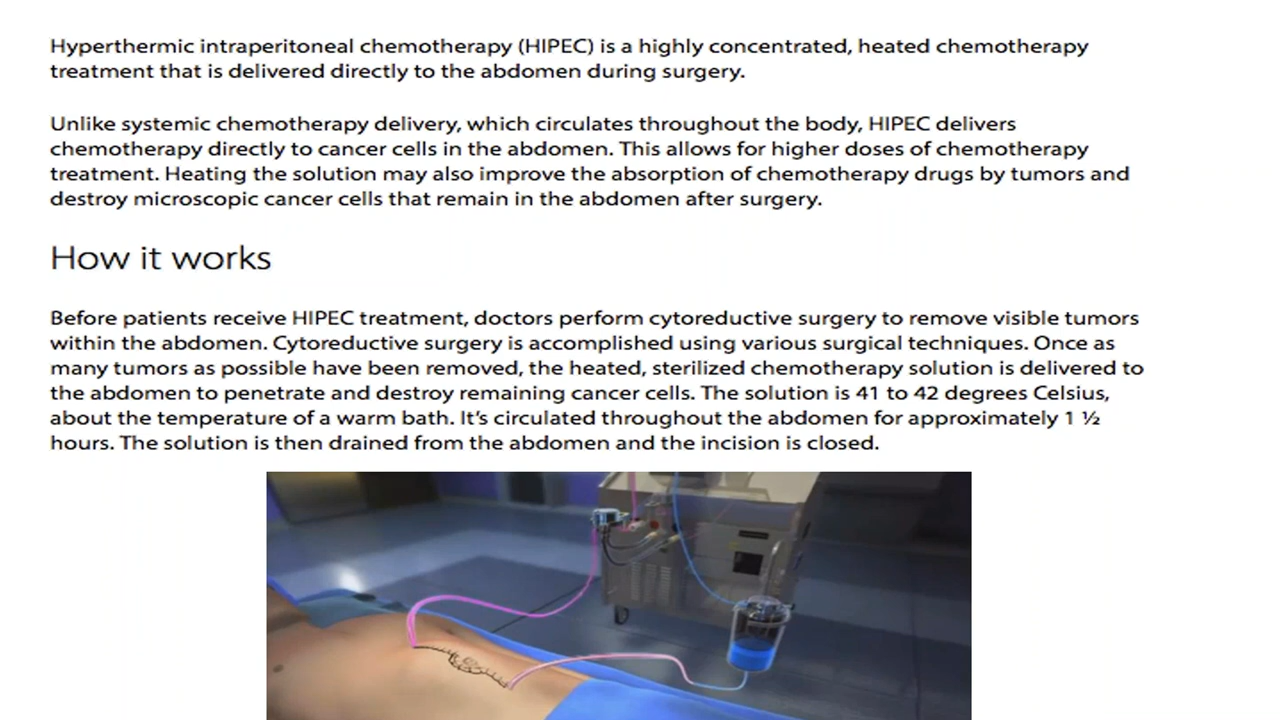 Hyperthermic intraperitoneal chemotherapy (HIPEC) is a highly concentrated, heated chemotherapy
treatment that is delivered directly to the abdomen during surgery.
Unlike systemic chemotherapy delivery, which circulates throughout the body, HIPEC delivers
chemotherapy directly to cancer cells in the abdomen. This allows for higher doses of chemotherapy
treatment. Heating the solution may also improve the absorption of chemotherapy drugs by tumors and
destroy microscopic cancer cells that remain in the abdomen after surgery.
How it works
Before patients receive HIPEC treatment, doctors perform cytoreductive surgery to remove visible tumors
within the abdomen. Cytoreductive surgery is accomplished using various surgical techniques. Once as
many tumors as possible have been removed, the heated, sterilized chemotherapy solution is delivered to
the abdomen to penetrate and destroy remaining cancer cells. The solution is 41 to 42 degrees Celsius,
about the temperature of a warm bath. It’s circulated throughout the abdomen for approximately 1 ½
hours. The solution is then drained from the abdomen and the incision is closed.